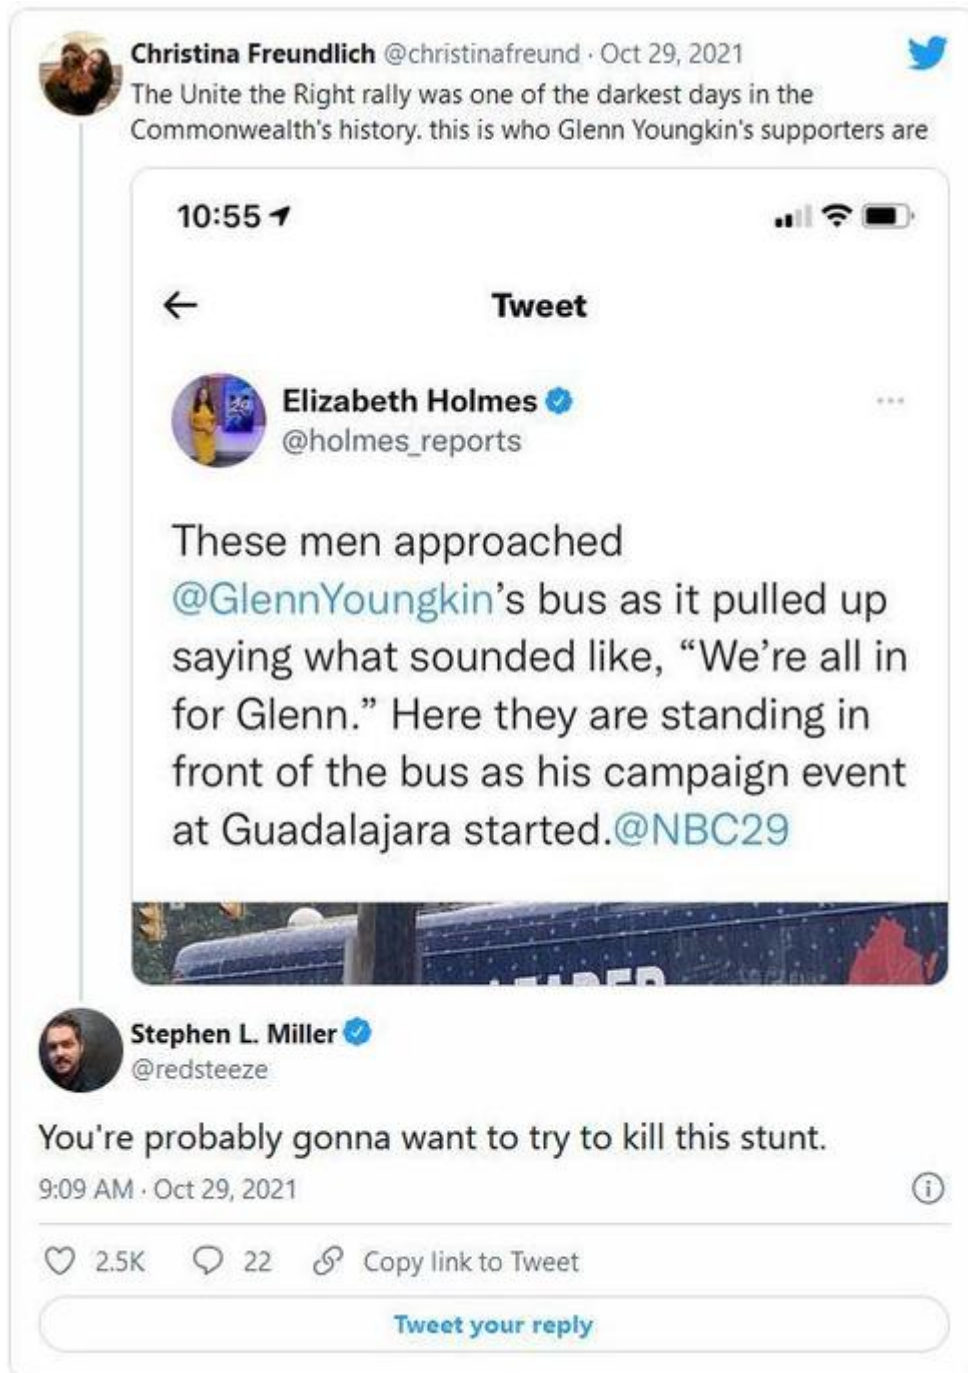 Christina Freundlich @christinafreund · Oct 29, 2021
The Unite the Right rally was one of the darkest days in the
Commonwealth's history. this is who Glenn Youngkin's supporters are
10:55
Tweet
Elizabeth Holmes
@holmes_reports
These men approached
@GlennYoungkin's bus as it pulled up
saying what sounded like, “We're all in
for Glenn.” Here they are standing in
front of the bus as his campaign event
at Guadalajara started.@NBC29
Stephen L. Miller
@redsteeze
You're probably gonna want to try to kill this stunt.
9:09 AM · Oct 29, 2021
2.5K 22 Copy link to Tweet
Tweet your reply